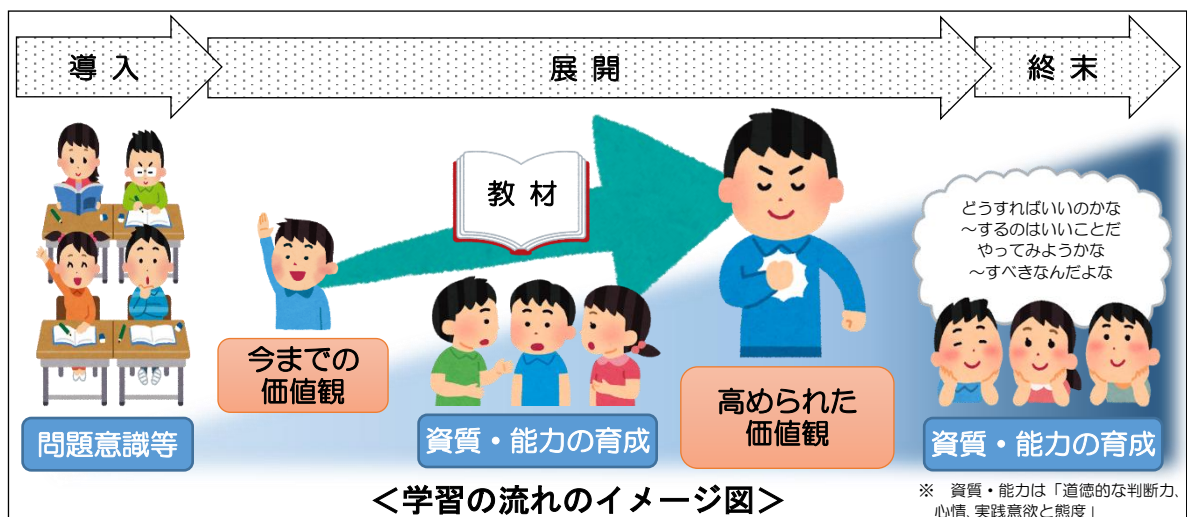 導入
展開
終末
教材
どうすればいいのかな
～するのはいいことだ
やってみようかな
～すべきなんだよな
今までの
価値観
高められた
価値観
問題意識等
資質・能力の育成
資質・能力の育成
＜学習の流れのイメージ図＞
※　資質・能力は「道徳的な判断力、
心情、実践意欲と態度」